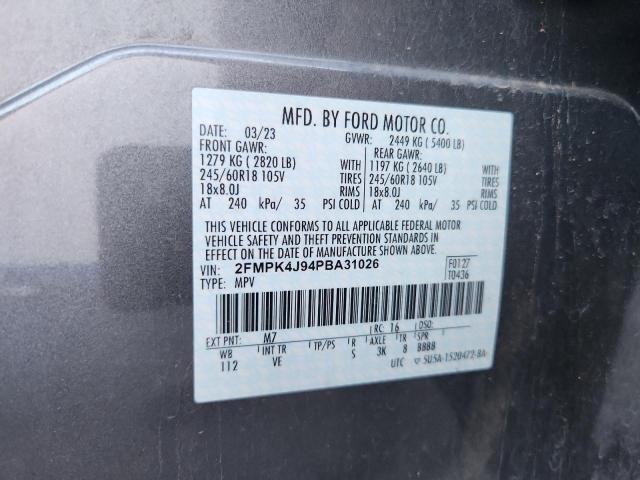 MFD. BY FORD MOTOR CO.
DATE: 03/23 GVWR: 2449 KG ( 5400 LB)
FRONT GAWR: REAR GAWR:
1279 KG ( 2820 LB) WITH 1197 KG ( 2640 LB) WITH
245/60R18 105V TIRES 245/60R18 105V TIRES
18x8.0J RIMS 18x8.0J RIMS
AT 240 kPa/ 35 PSI COLD AT 240 kPa/ 35 PSI COLD
THIS VEHICLE CONFORMS TO ALL APPLICABLE FEDERAL MOTOR
VEHICLE SAFETY AND THEFT PREVENTION STANDARDS IN
EFFECT ON THE DATE OF MANUFACTURE SHOWN ABOVE.
VIN: 2FMPK4J94PBA31026 F0127
TYPE: MPV T0436
EXT PNT: M7 RC: 16 DSO:
WB INT TR TP/PS R AXLE TR SPR
112 VE S 3K 8 BBBB
UTC ▽ 5U5A-1520472-BA